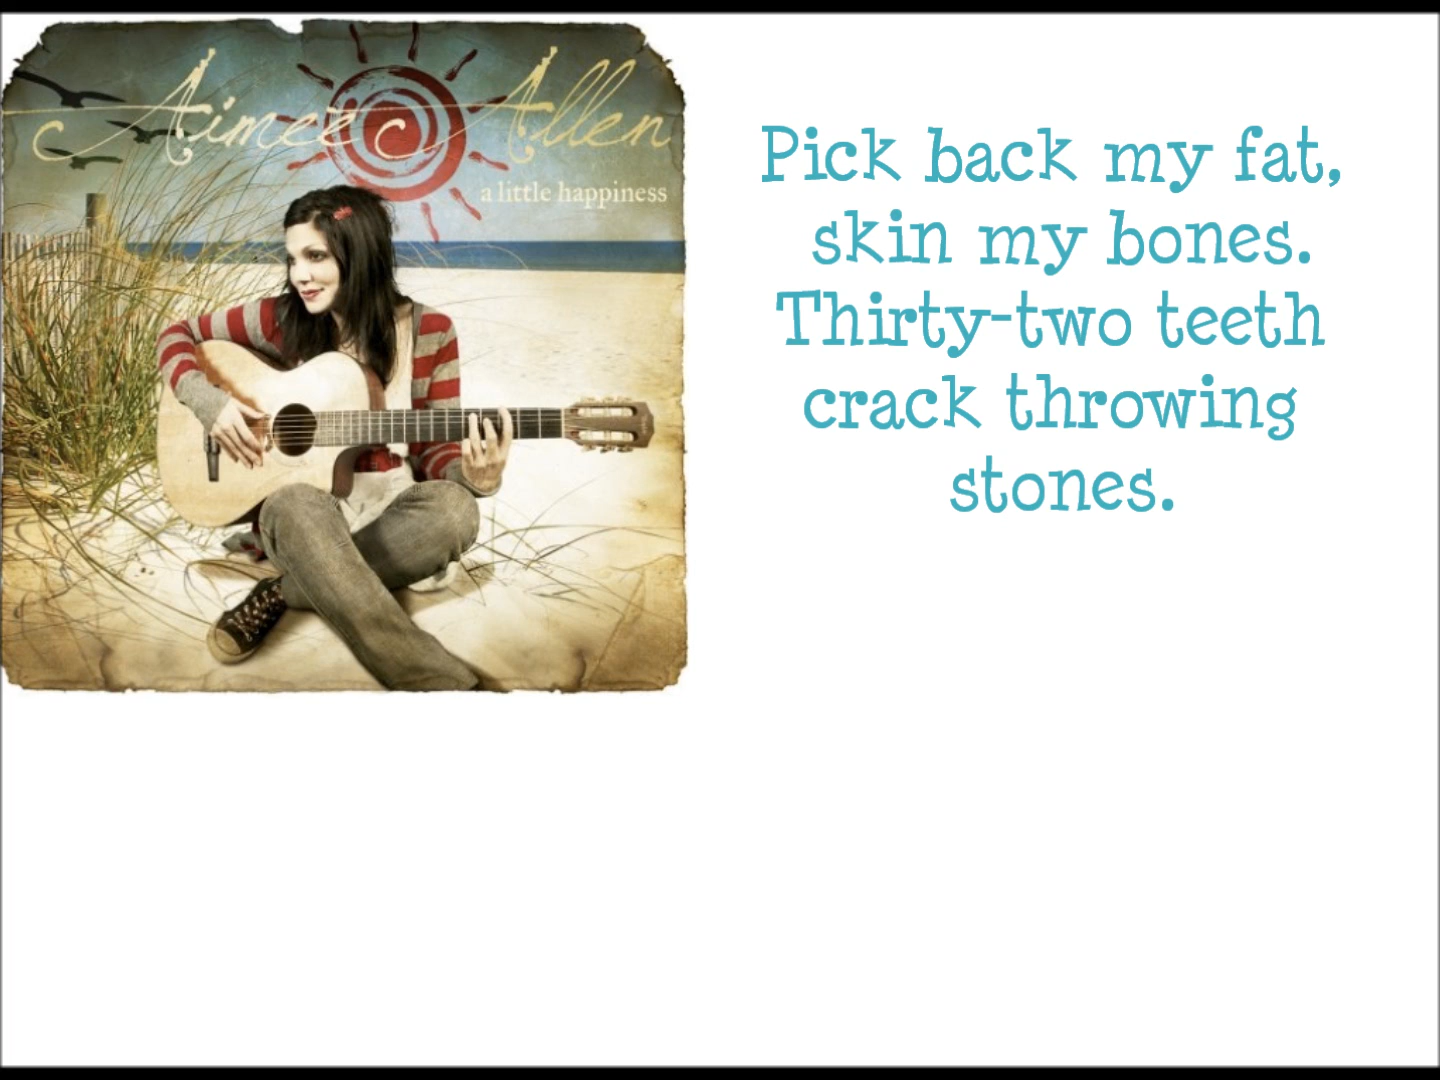 Aimee Allen
a little happiness
Pick back my fat,
skin my bones.
Thirty-two teeth
crack throwing
stones.